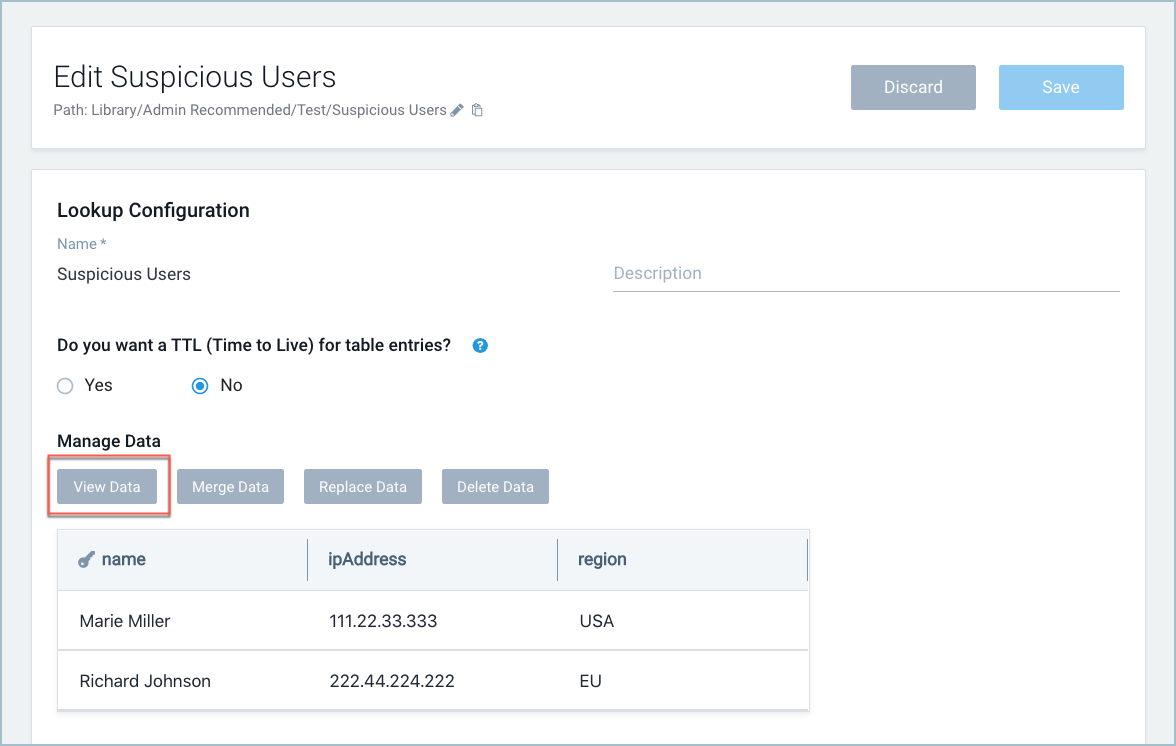 Edit Suspicious Users
Discard
Save
Path: Library/Admin Recommended/Test/Suspicious Users
Lookup Configuration
Name *
Suspicious Users
Description
Do you want a TTL (Time to Live) for table entries?
?
Yes
No
Manage Data
View Data
Merge Data
Replace Data
Delete Data
name
ipAddress
region
Marie Miller
111.22.33.333
USA
Richard Johnson
222.44.224.222
EU